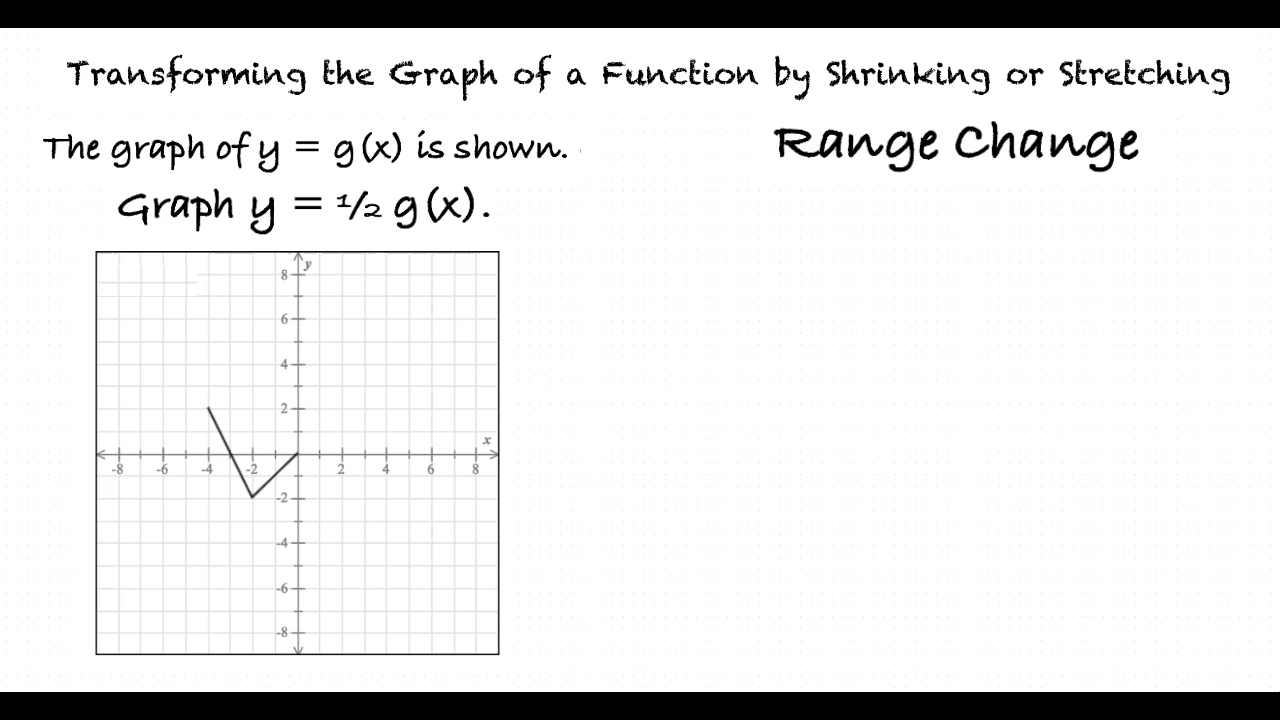 Transforming the Graph of a Function by Shrinking or Stretching
The graph of y = g(x) is shown.
Range Change
Graph y = 1/2 g(x).
y
8
6
4
2
x
-8 -6 -4 -2 2 4 6 8
-2
-4
-6
-8